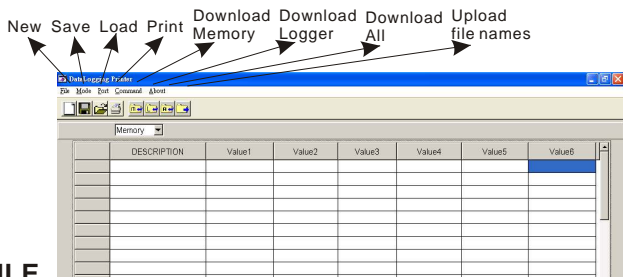 New Save Load Print Download Memory Download Logger Download All Upload file names
DataLogging Printer
File Mode Port Command About
Memory
DESCRIPTION Value1 Value2 Value3 Value4 Value5 Value6